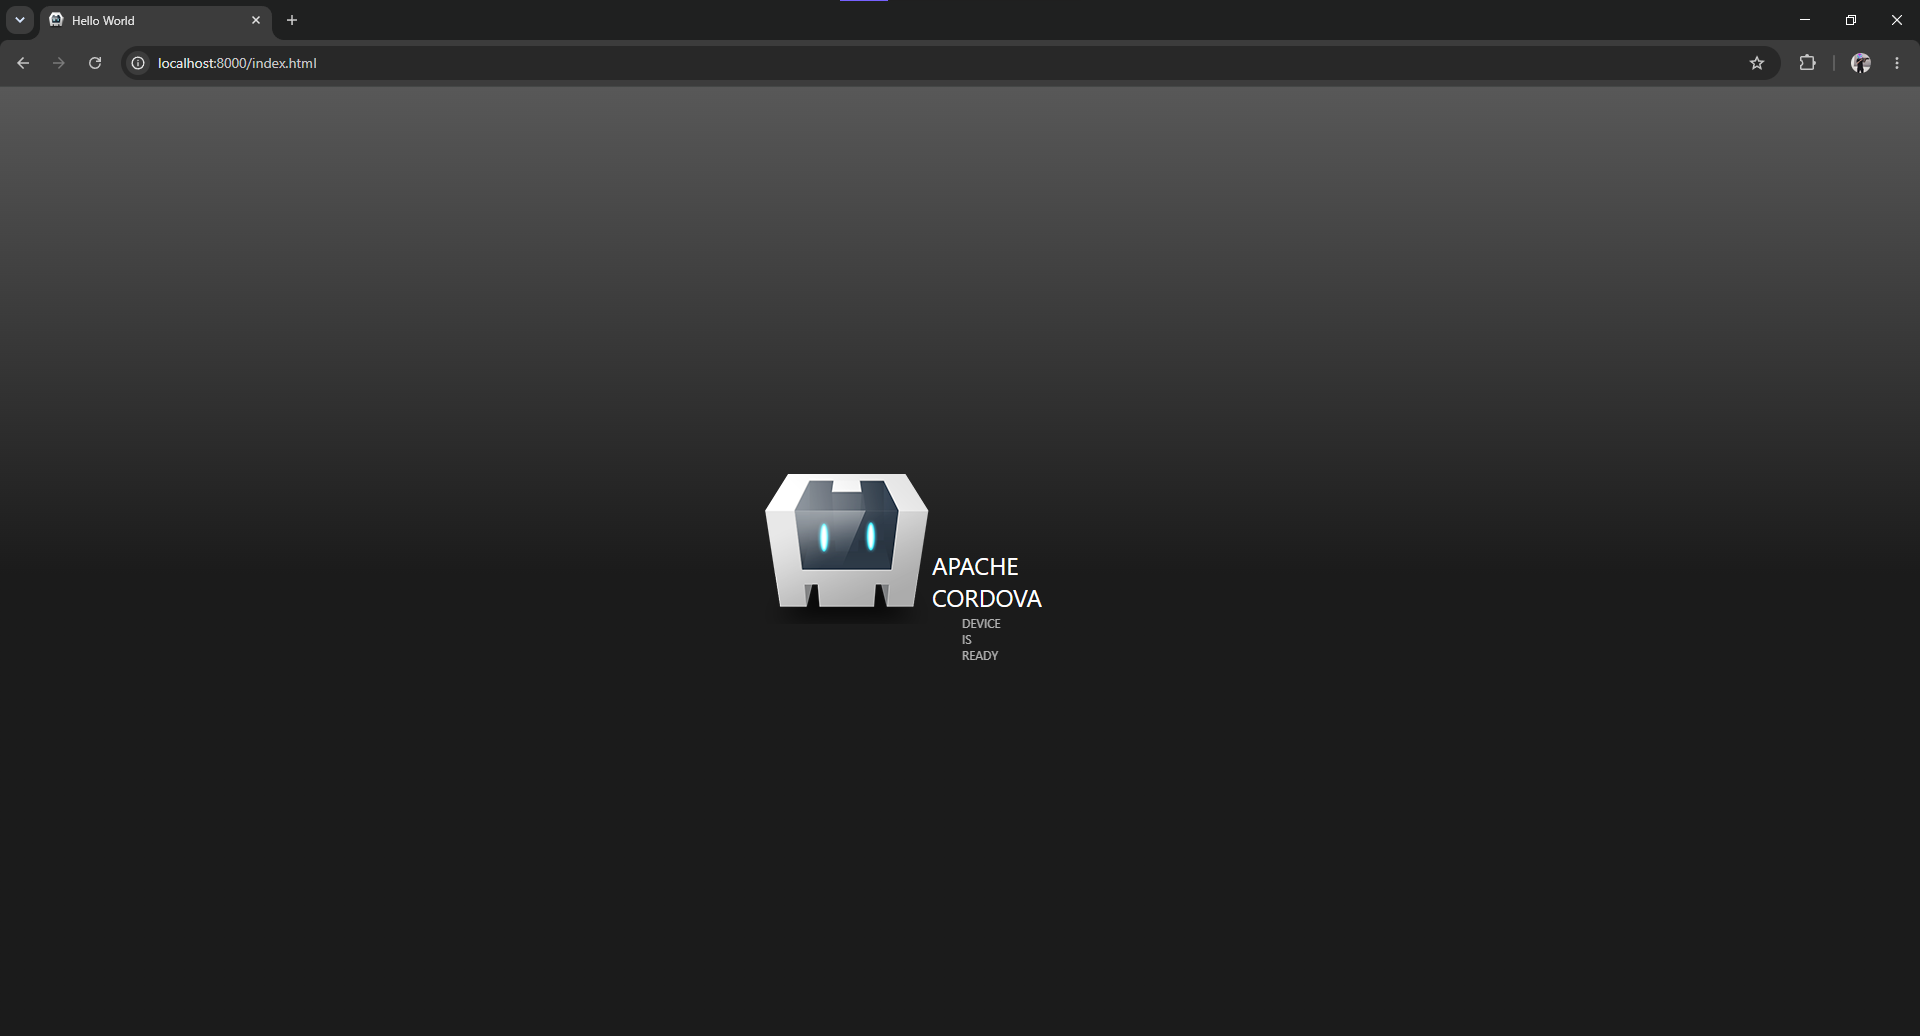 Hello World
localhost:8000/index.html
APACHE
CORDOVA
DEVICE
IS
READY